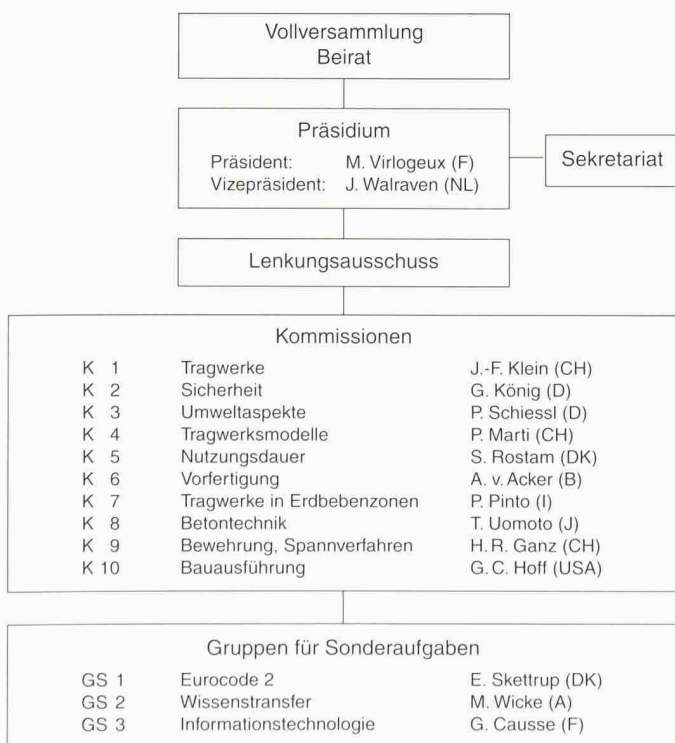 Vollversammlung
Beirat
Präsidium
Präsident: M. Virlogeux (F)
Vizepräsident: J. Walraven (NL)
Sekretariat
Lenkungsausschuss
Kommissionen
K 1 Tragwerke J.-F. Klein (CH)
K 2 Sicherheit G. König (D)
K 3 Umweltaspekte P. Schiessl (D)
K 4 Tragwerksmodelle P. Marti (CH)
K 5 Nutzungsdauer S. Rostam (DK)
K 6 Vorfertigung A. v. Acker (B)
K 7 Tragwerke in Erdbebenzonen P. Pinto (I)
K 8 Betontechnik T. Uomoto (J)
K 9 Bewehrung, Spannverfahren H. R. Ganz (CH)
K 10 Bauausführung G. C. Hoff (USA)
Gruppen für Sonderaufgaben
GS 1 Eurocode 2 E. Skettrup (DK)
GS 2 Wissenstransfer M. Wicke (A)
GS 3 Informationstechnologie G. Causse (F)